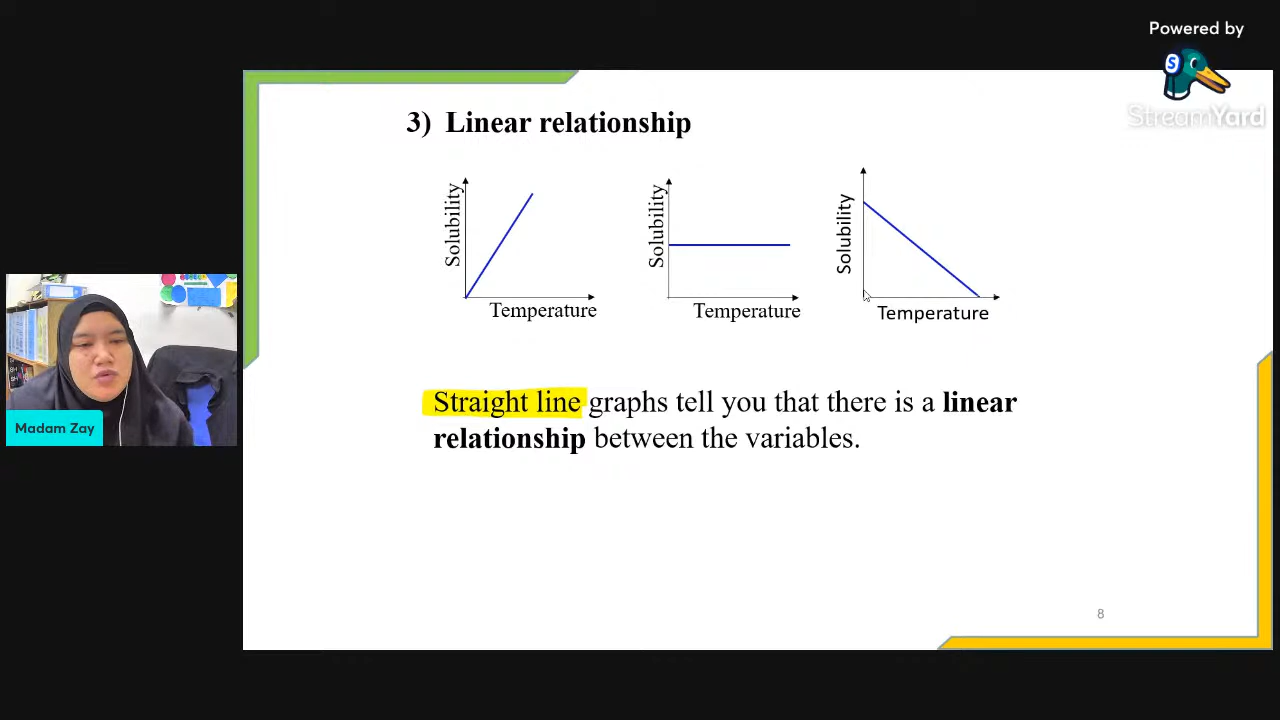 Powered by
StreamYard
3) Linear relationship
Solubility
Temperature
Solubility
Temperature
Solubility
Temperature
Straight line graphs tell you that there is a linear
relationship between the variables.
Madam Zay
8